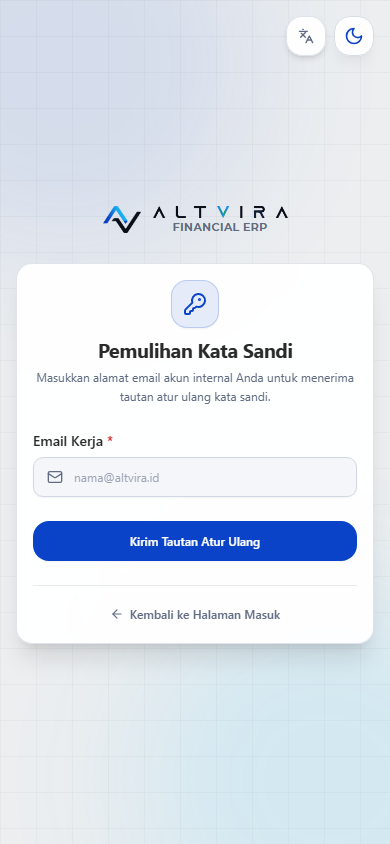 ALTVIRA
FINANCIAL ERP
Pemulihan Kata Sandi
Masukkan alamat email akun internal Anda untuk menerima
tautan atur ulang kata sandi.
Email Kerja *
nama@altvira.id
Kirim Tautan Atur Ulang
Kembali ke Halaman Masuk